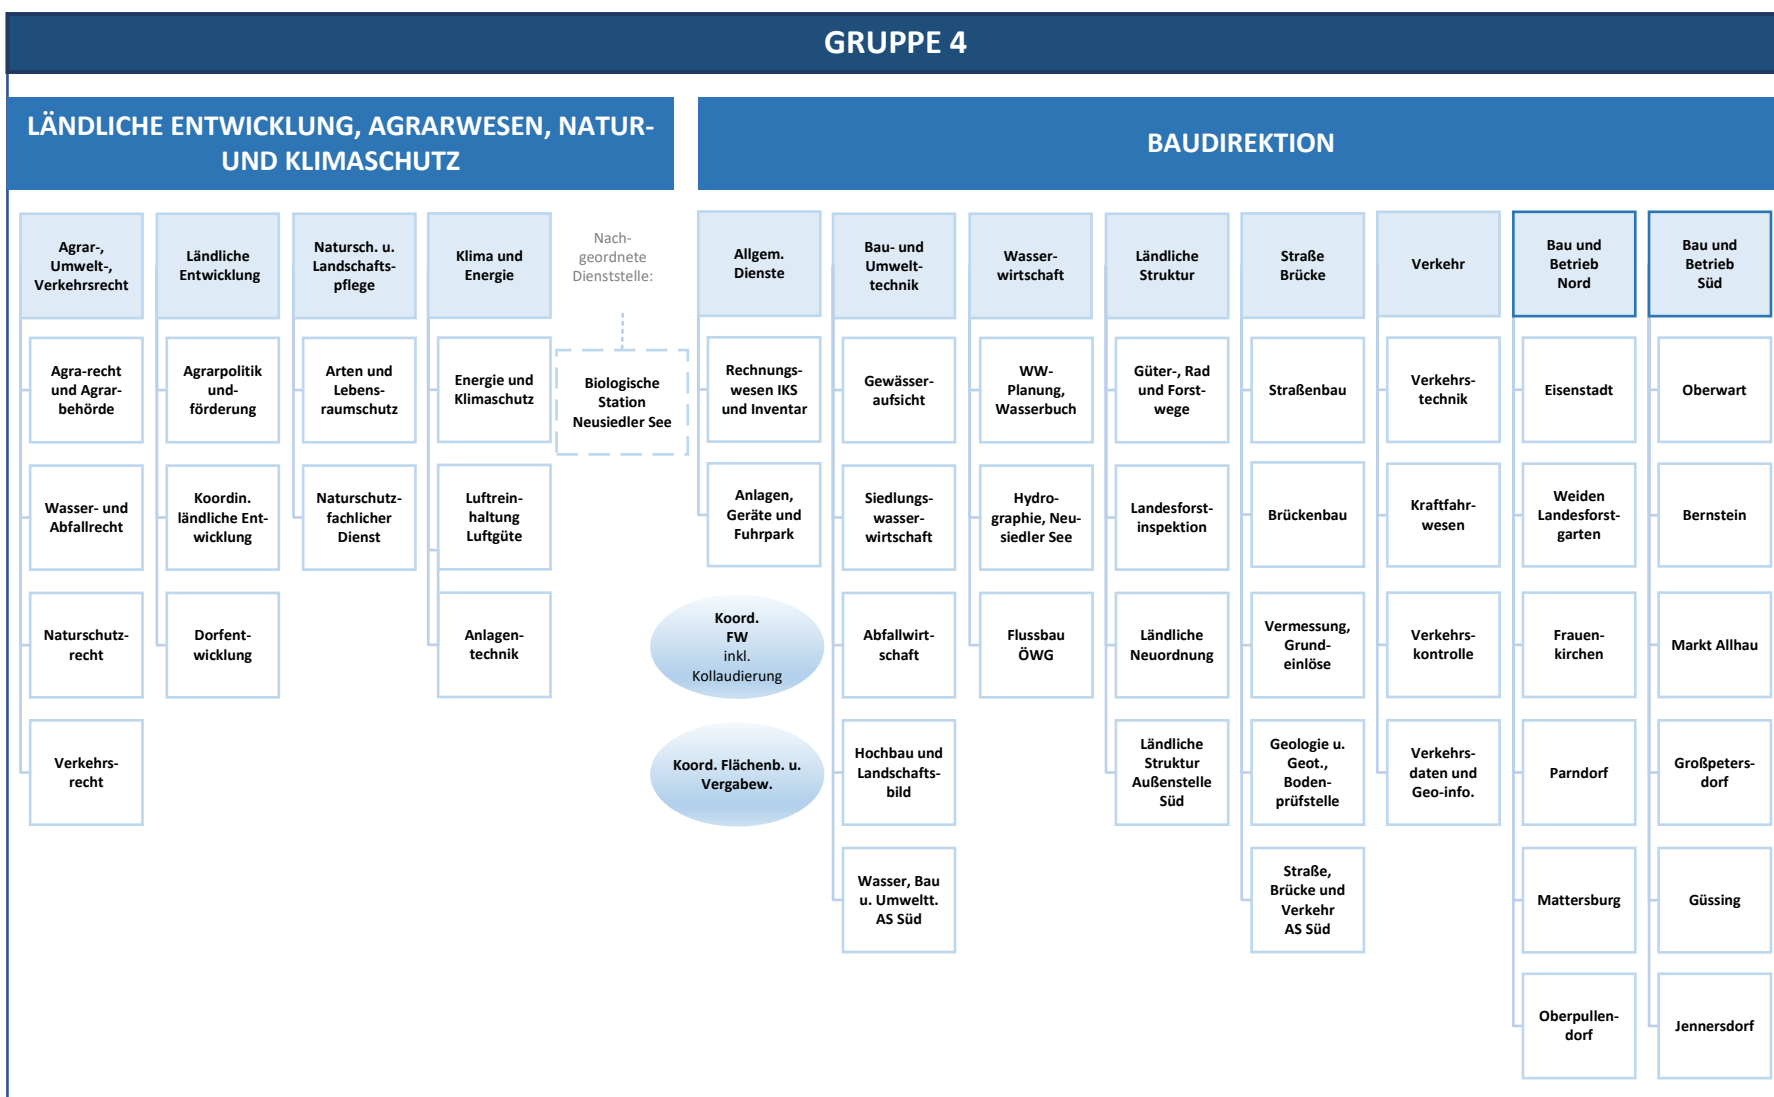 GRUPPE 4
LÄNDLICHE ENTWICKLUNG, AGRARWESEN, NATUR-
UND KLIMASCHUTZ
BAUDIREKTION
Agrar-,
Umwelt-,
Verkehrsrecht
Agra-recht
und Agrar-
behörde
Wasser- und
Abfallrecht
Naturschutz-
recht
Verkehrs-
recht
Ländliche
Entwicklung
Agrarpolitik
und-
förderung
Koordin.
ländliche Ent-
wicklung
Dorfent-
wicklung
Natursch. u.
Landschafts-
pflege
Arten und
Lebens-
raumschutz
Naturschutz-
fachlicher
Dienst
Klima und
Energie
Energie und
Klimaschutz
Luftrein-
haltung
Luftgüte
Anlagen-
technik
Nach-
geordnete
Dienststelle:
Biologische
Station
Neusiedler See
Allgem.
Dienste
Rechnungs-
wesen IKS
und Inventar
Anlagen,
Geräte und
Fuhrpark
Koord.
FW
inkl.
Kollaudierung
Koord. Flächenb. u.
Vergabew.
Bau- und
Umwelt-
technik
Gewässer-
aufsicht
Siedlungs-
wasser-
wirtschaft
Abfallwirt-
schaft
Hochbau und
Landschafts-
bild
Wasser, Bau
u. Umweltt.
AS Süd
Wasser-
wirtschaft
WW-
Planung,
Wasserbuch
Hydro-
graphie, Neu-
siedler See
Flussbau
ÖWG
Ländliche
Struktur
Güter-, Rad
und Forst-
wege
Landesforst-
inspektion
Ländliche
Neuordnung
Ländliche
Struktur
Außenstelle
Süd
Straße
Brücke
Straßenbau
Brückenbau
Vermessung,
Grund-
einlöse
Geologie u.
Geot.,
Boden-
prüfstelle
Straße,
Brücke und
Verkehr
AS Süd
Verkehr
Verkehrs-
technik
Kraftfahr-
wesen
Verkehrs-
kontrolle
Verkehrs-
daten und
Geo-info.
Bau und
Betrieb
Nord
Eisenstadt
Weiden
Landesforst-
garten
Frauen-
kirchen
Parndorf
Mattersburg
Oberpullen-
dorf
Bau und
Betrieb
Süd
Oberwart
Bernstein
Markt Allhau
Großpeters-
dorf
Güssing
Jennersdorf